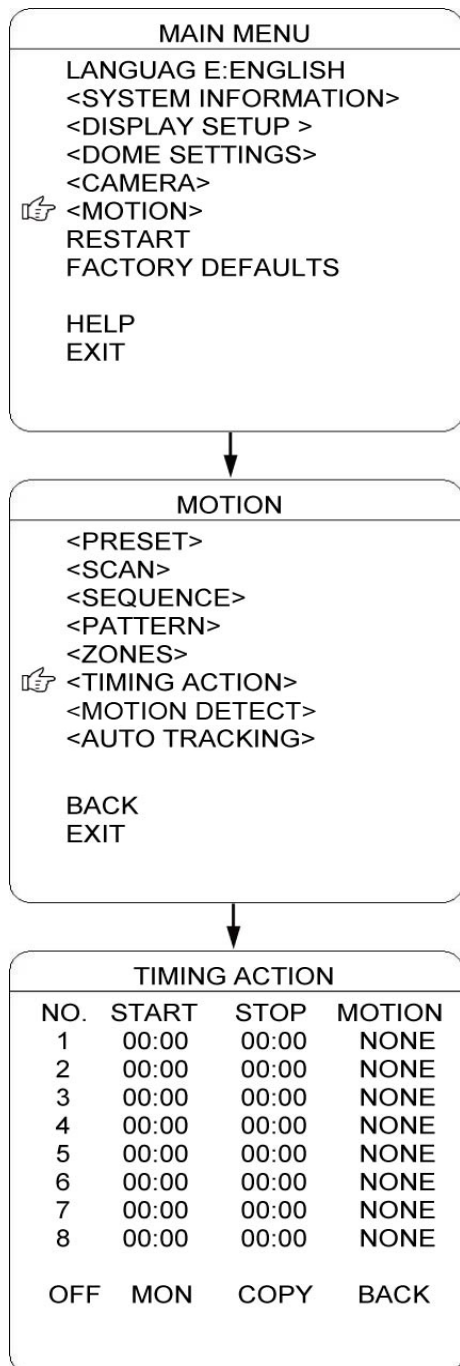 MAIN MENU
LANGUAG E:ENGLISH
<SYSTEM INFORMATION>
<DISPLAY SETUP >
<DOME SETTINGS>
<CAMERA>
<MOTION>
RESTART
FACTORY DEFAULTS
HELP
EXIT
MOTION
<PRESET>
<SCAN>
<SEQUENCE>
<PATTERN>
<ZONES>
<TIMING ACTION>
<MOTION DETECT>
<AUTO TRACKING>
BACK
EXIT
TIMING ACTION
NO. START STOP MOTION
1 00:00 00:00 NONE
2 00:00 00:00 NONE
3 00:00 00:00 NONE
4 00:00 00:00 NONE
5 00:00 00:00 NONE
6 00:00 00:00 NONE
7 00:00 00:00 NONE
8 00:00 00:00 NONE
OFF MON COPY BACK